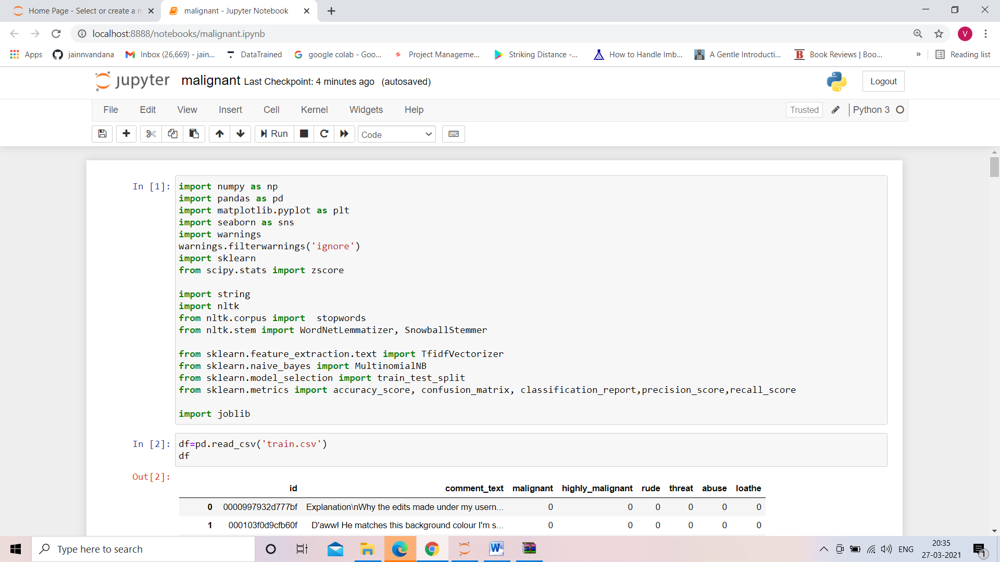 Home Page - Select or create a n
malignant - Jupyter Notebook
localhost:8888/notebooks/malignant.ipynb
V
Apps
jainnvandana
Inbox (26,669) - jain...
DataTrained
google colab - Goo...
Project Manageme...
Striking Distance -...
How to Handle Imb...
A Gentle Introducti...
B
Book Reviews | Boo...
»
Reading list
jupyter
malignant Last Checkpoint: 4 minutes ago (autosaved)
Logout
File
Edit
View
Insert
Cell
Kernel
Widgets
Help
Trusted
Python 3
Run
Code
In [1]:
import numpy as np
import pandas as pd
import matplotlib.pyplot as plt
import seaborn as sns
import warnings
warnings.filterwarnings('ignore')
import sklearn
from scipy.stats import zscore
import string
import nltk
from nltk.corpus import  stopwords
from nltk.stem import WordNetLemmatizer, SnowballStemmer
from sklearn.feature_extraction.text import TfidfVectorizer
from sklearn.naive_bayes import MultinomialNB
from sklearn.model_selection import train_test_split
from sklearn.metrics import accuracy_score, confusion_matrix, classification_report,precision_score,recall_score
import joblib
In [2]:
df=pd.read_csv('train.csv')
df
Out[2]:
id comment_text malignant highly_malignant rude threat abuse loathe
0 0000997932d777bf Explanation\nWhy the edits made under my usern... 0 0 0 0 0 0
1 000103f0d9cfb60f D'aww! He matches this background colour I'm s... 0 0 0 0 0 0
Type here to search
ENG
20:35
27-03-2021
1